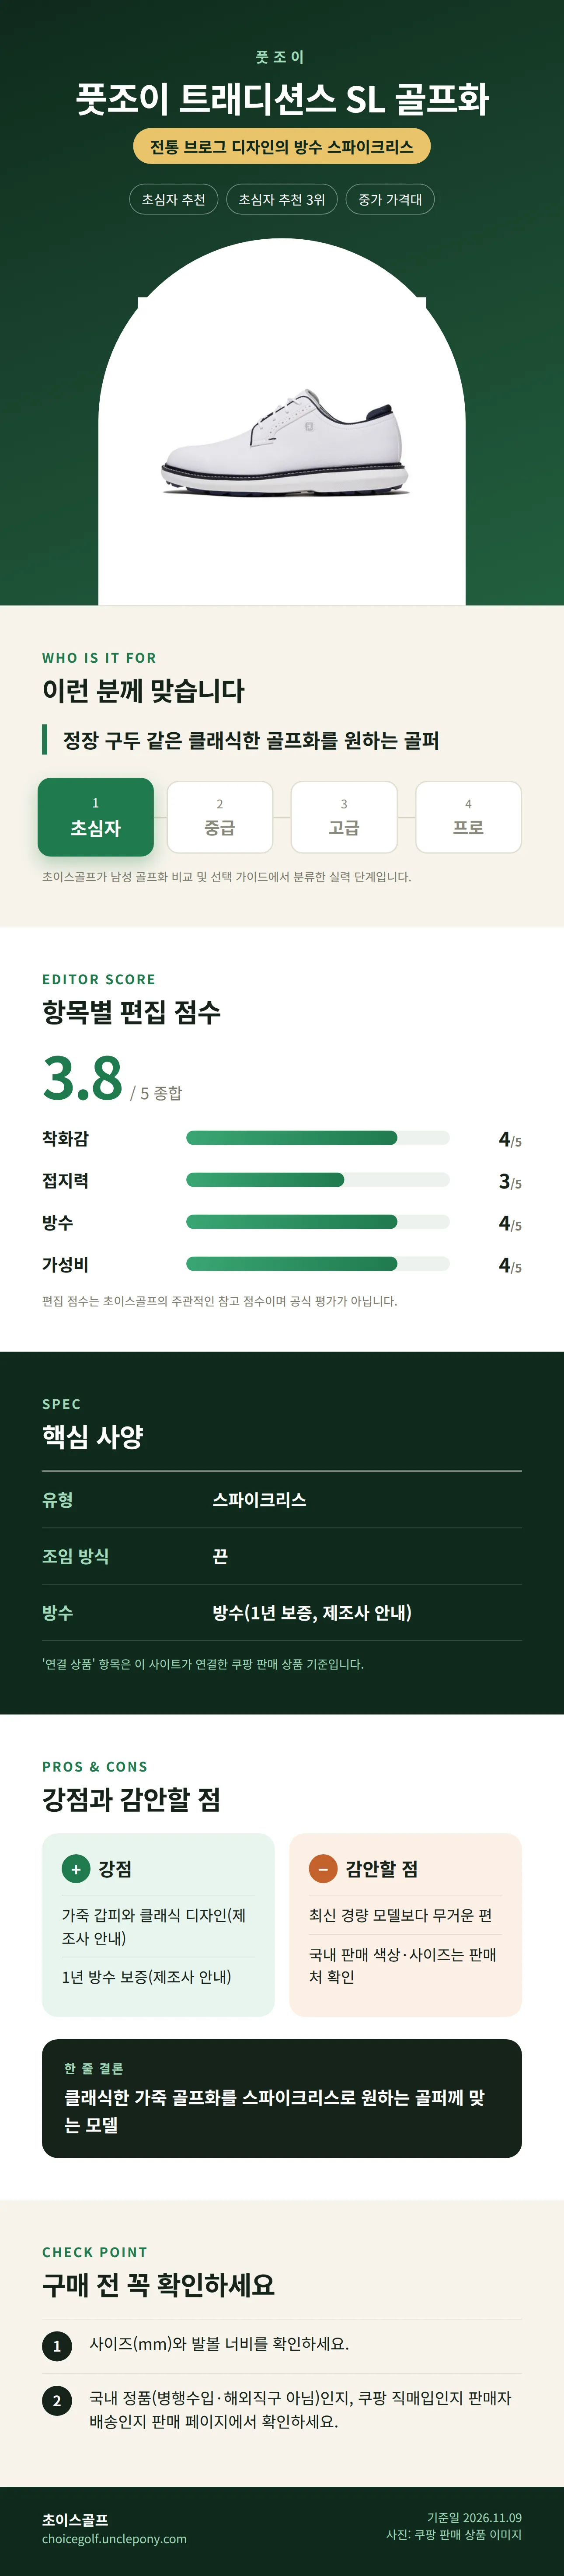 풋조이
풋조이 트래디션스 SL 골프화
전통 브로그 디자인의 방수 스파이크리스
초심자 추천
초심자 추천 3위
중가 가격대
WHO IS IT FOR
이런 분께 맞습니다
정장 구두 같은 클래식한 골프화를 원하는 골퍼
1
초심자
2
중급
3
고급
4
프로
초이스골프가 남성 골프화 비교 및 선택 가이드에서 분류한 실력 단계입니다.
EDITOR SCORE
항목별 편집 점수
3.8 / 5 종합
착화감 4/5
접지력 3/5
방수 4/5
가성비 4/5
편집 점수는 초이스골프의 주관적인 참고 점수이며 공식 평가가 아닙니다.
SPEC
핵심 사양
유형 스파이크리스
조임 방식 끈
방수 방수(1년 보증, 제조사 안내)
'연결 상품' 항목은 이 사이트가 연결한 쿠팡 판매 상품 기준입니다.
PROS & CONS
강점과 감안할 점
+ 강점
가죽 갑피와 클래식 디자인(제
조사 안내)
1년 방수 보증(제조사 안내)
− 감안할 점
최신 경량 모델보다 무거운 편
국내 판매 색상·사이즈는 판매
처 확인
한 줄 결론
클래식한 가죽 골프화를 스파이크리스로 원하는 골퍼께 맞
는 모델
CHECK POINT
구매 전 꼭 확인하세요
1 사이즈(mm)와 발볼 너비를 확인하세요.
2 국내 정품(병행수입·해외직구 아님)인지, 쿠팡 직매입인지 판매자
배송인지 판매 페이지에서 확인하세요.
초이스골프
choicegolf.unclepony.com
기준일 2026.11.09
사진: 쿠팡 판매 상품 이미지